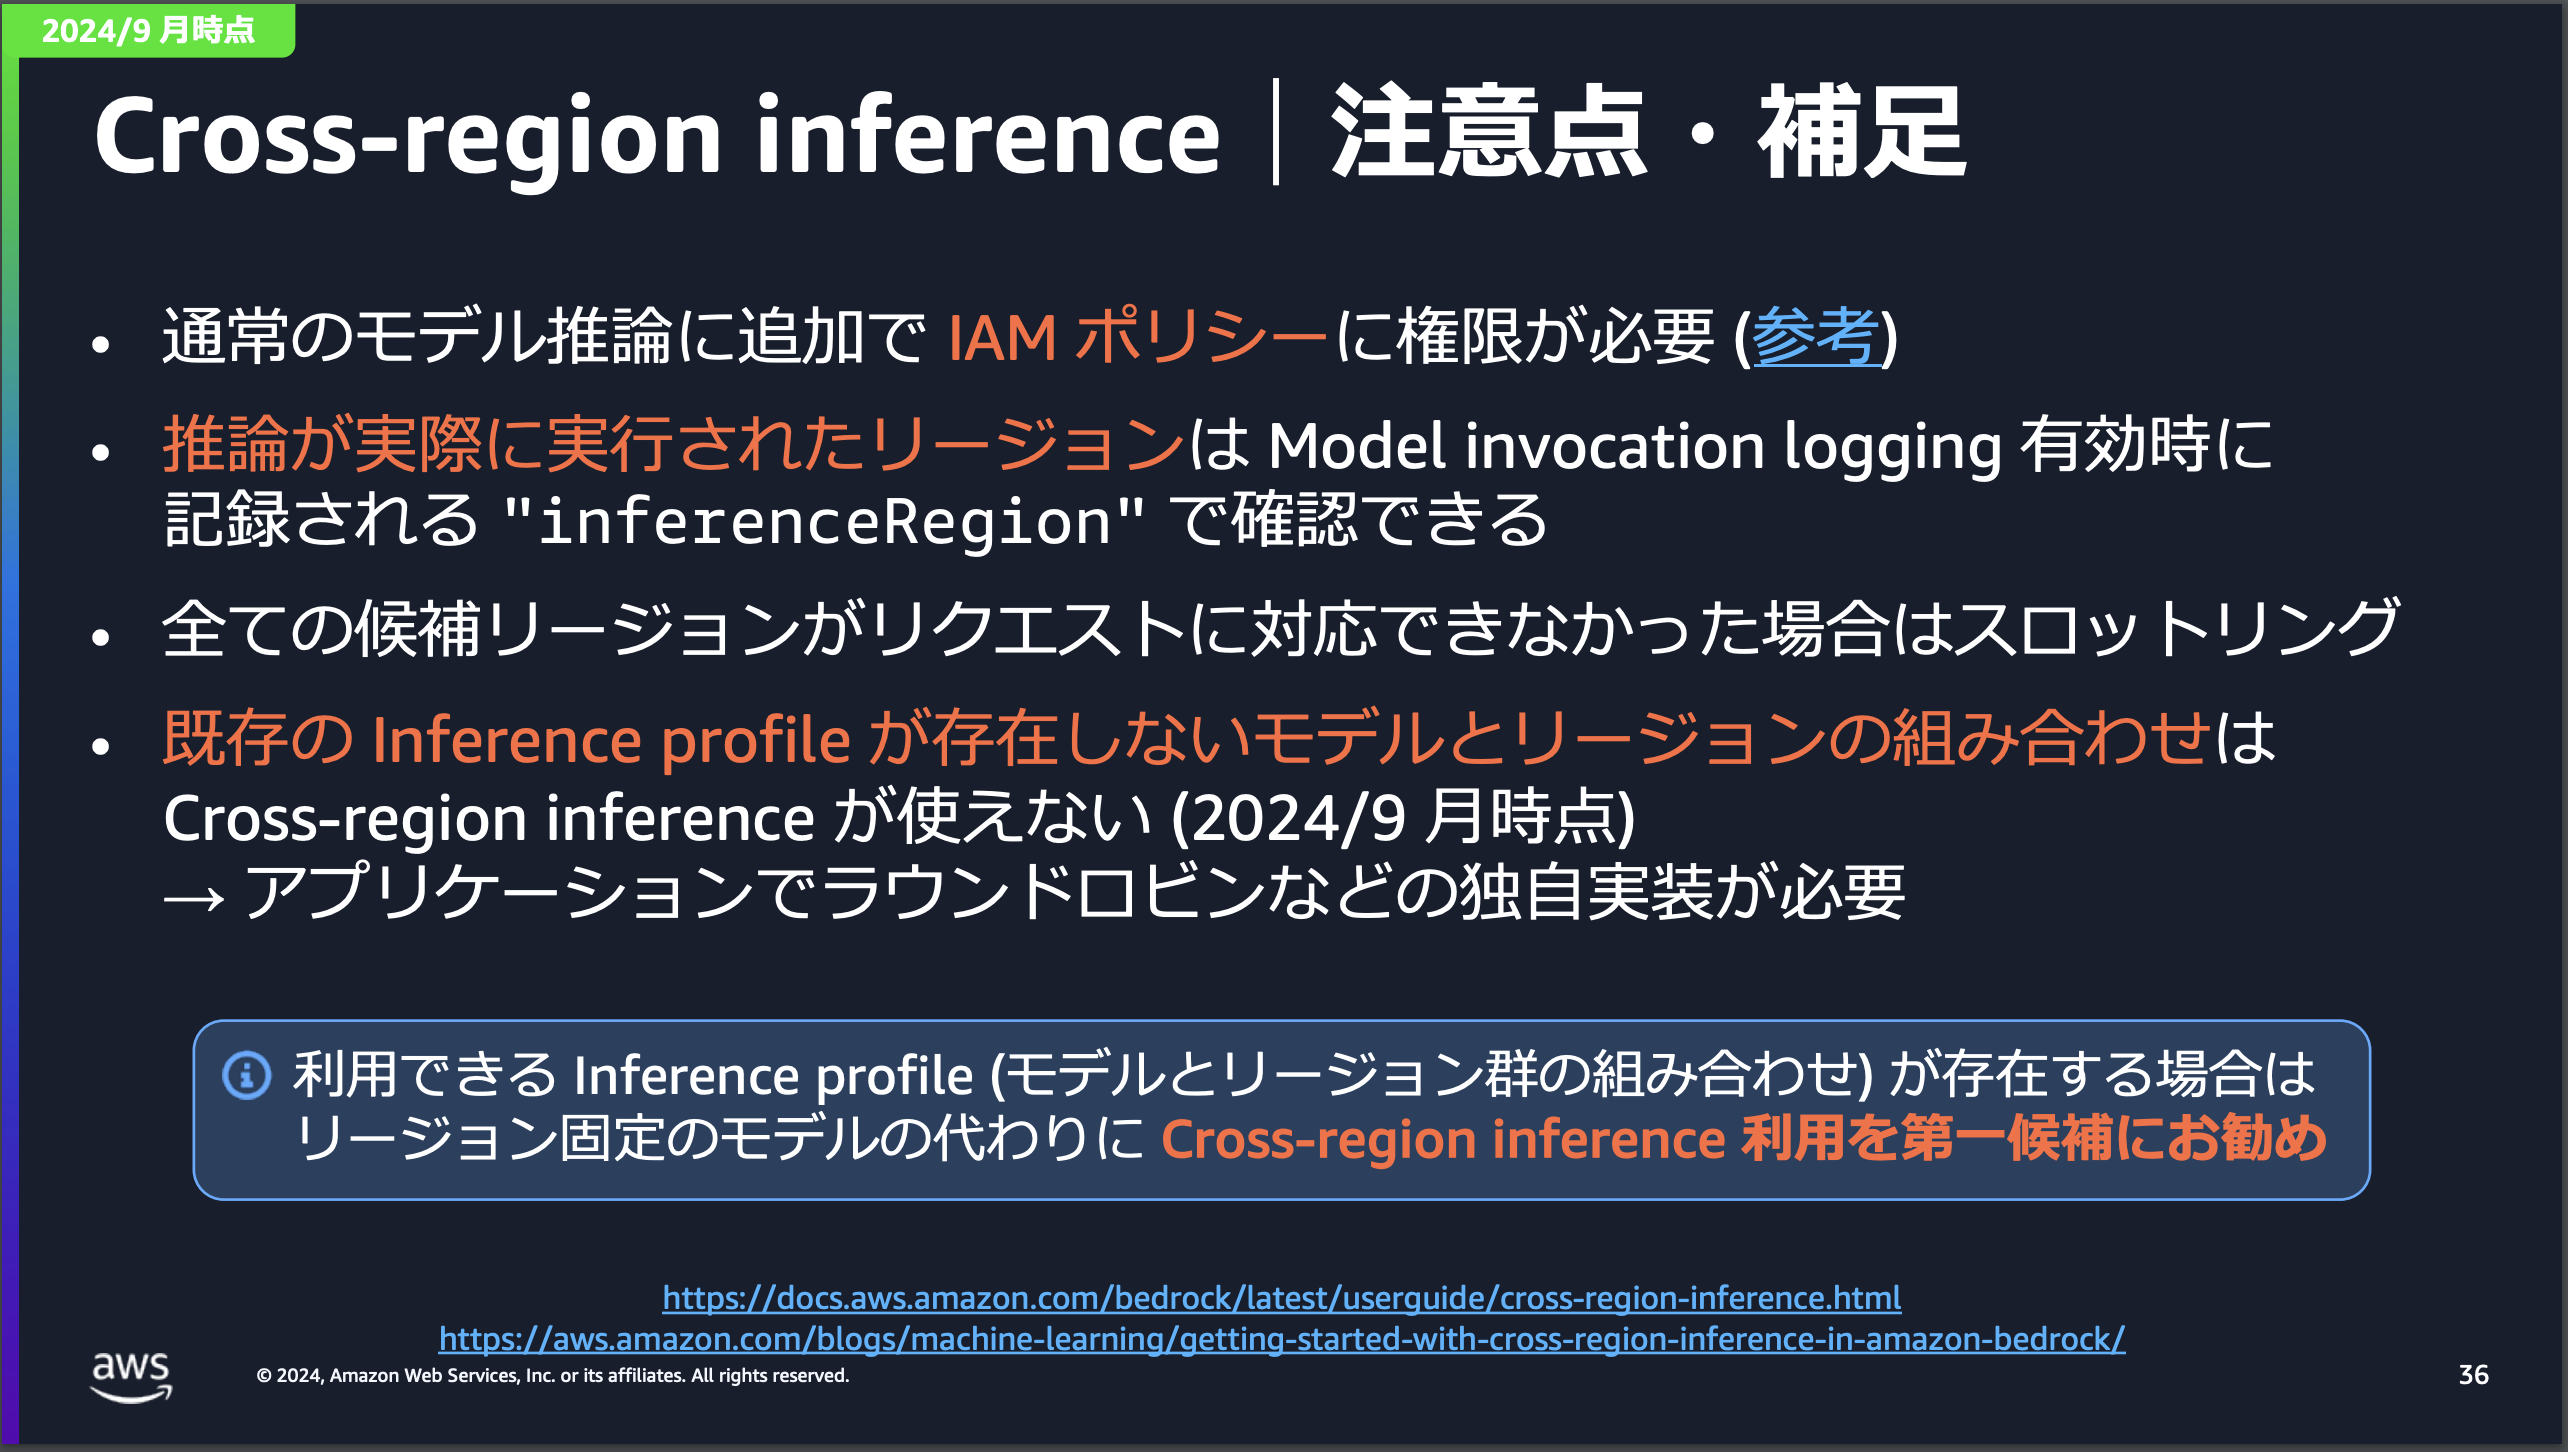 2024/9 月時点
Cross-region inference｜注意点・補足
• 通常のモデル推論に追加で IAM ポリシーに権限が必要 (参考)
• 推論が実際に実行されたリージョンは Model invocation logging 有効時に
記録される "inferenceRegion" で確認できる
• 全ての候補リージョンがリクエストに対応できなかった場合はスロットリング
• 既存の Inference profile が存在しないモデルとリージョンの組み合わせは
Cross-region inference が使えない (2024/9 月時点)
→ アプリケーションでラウンドロビンなどの独自実装が必要
利用できる Inference profile (モデルとリージョン群の組み合わせ) が存在する場合は
リージョン固定のモデルの代わりに Cross-region inference 利用を第一候補にお勧め
https://docs.aws.amazon.com/bedrock/latest/userguide/cross-region-inference.html
https://aws.amazon.com/blogs/machine-learning/getting-started-with-cross-region-inference-in-amazon-bedrock/
aws
© 2024, Amazon Web Services, Inc. or its affiliates. All rights reserved.
36